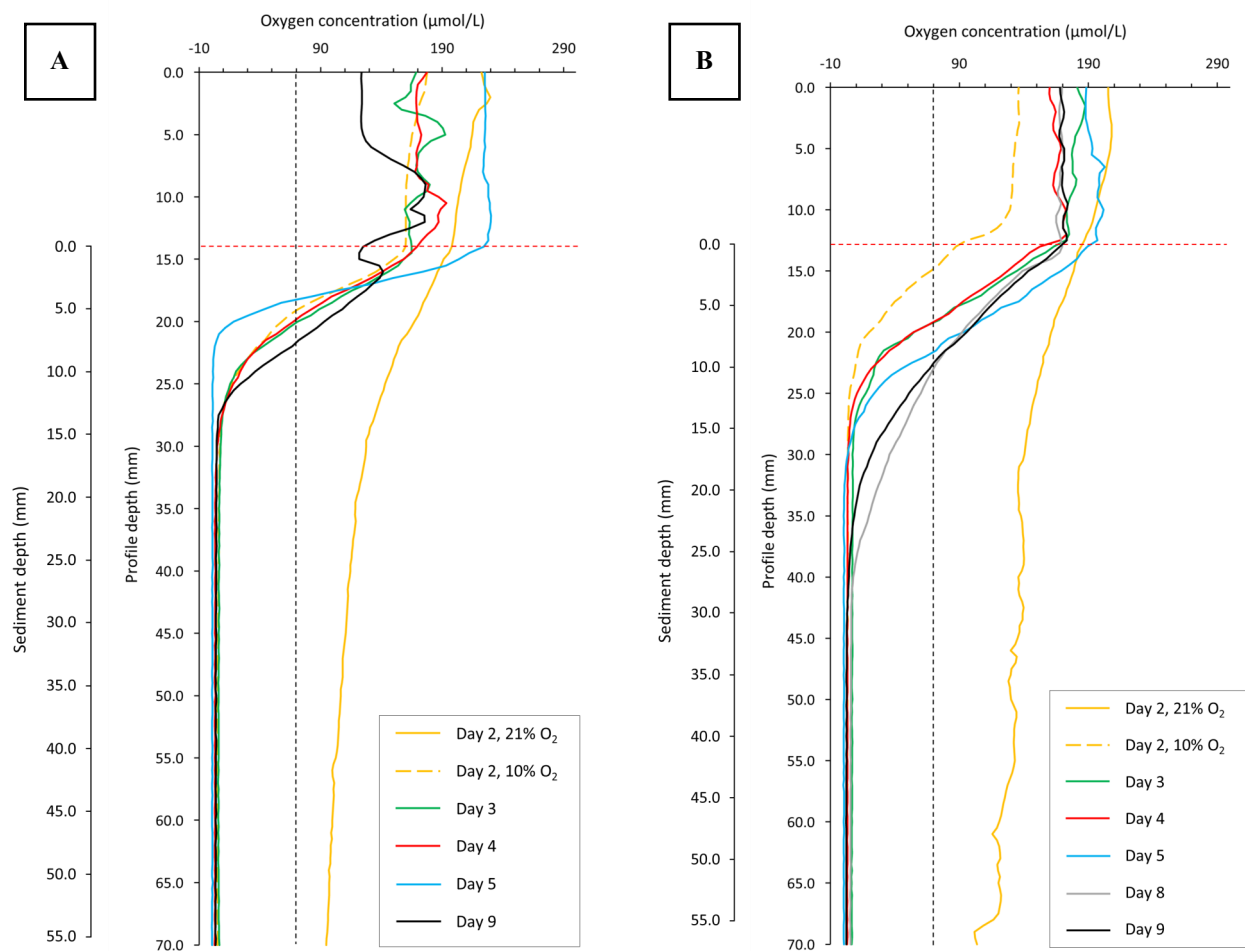 A
Oxygen concentration (µmol/L)
-10 90 190 290
0.0
5.0
10.0
15.0
20.0
25.0
30.0
35.0
40.0
45.0
50.0
55.0
60.0
65.0
70.0
Profile depth (mm)
0.0
5.0
10.0
15.0
20.0
25.0
30.0
35.0
40.0
45.0
50.0
55.0
Sediment depth (mm)
Day 2, 21% O₂
Day 2, 10% O₂
Day 3
Day 4
Day 5
Day 9
B
Oxygen concentration (µmol/L)
-10 90 190 290
0.0
5.0
10.0
15.0
20.0
25.0
30.0
35.0
40.0
45.0
50.0
55.0
60.0
65.0
70.0
Profile depth (mm)
0.0
5.0
10.0
15.0
20.0
25.0
30.0
35.0
40.0
45.0
50.0
55.0
Sediment depth (mm)
Day 2, 21% O₂
Day 2, 10% O₂
Day 3
Day 4
Day 5
Day 8
Day 9